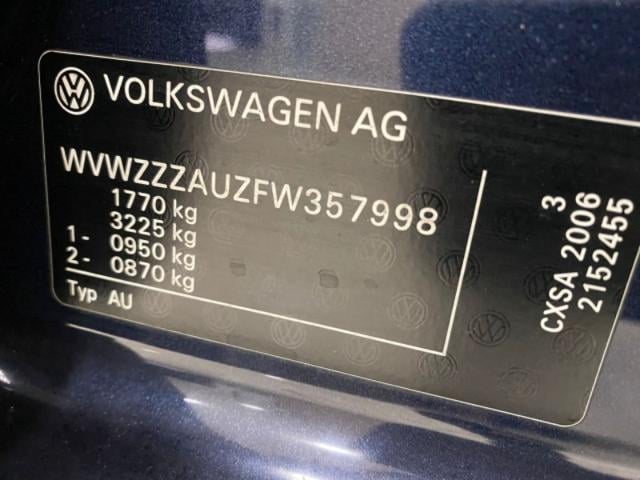 VOLKSWAGEN AG
WVWZZZAUZFW357998
1770 kg
3225 kg
1- 0950 kg
2- 0870 kg
Typ AU
3
CXSA 2006
2152455